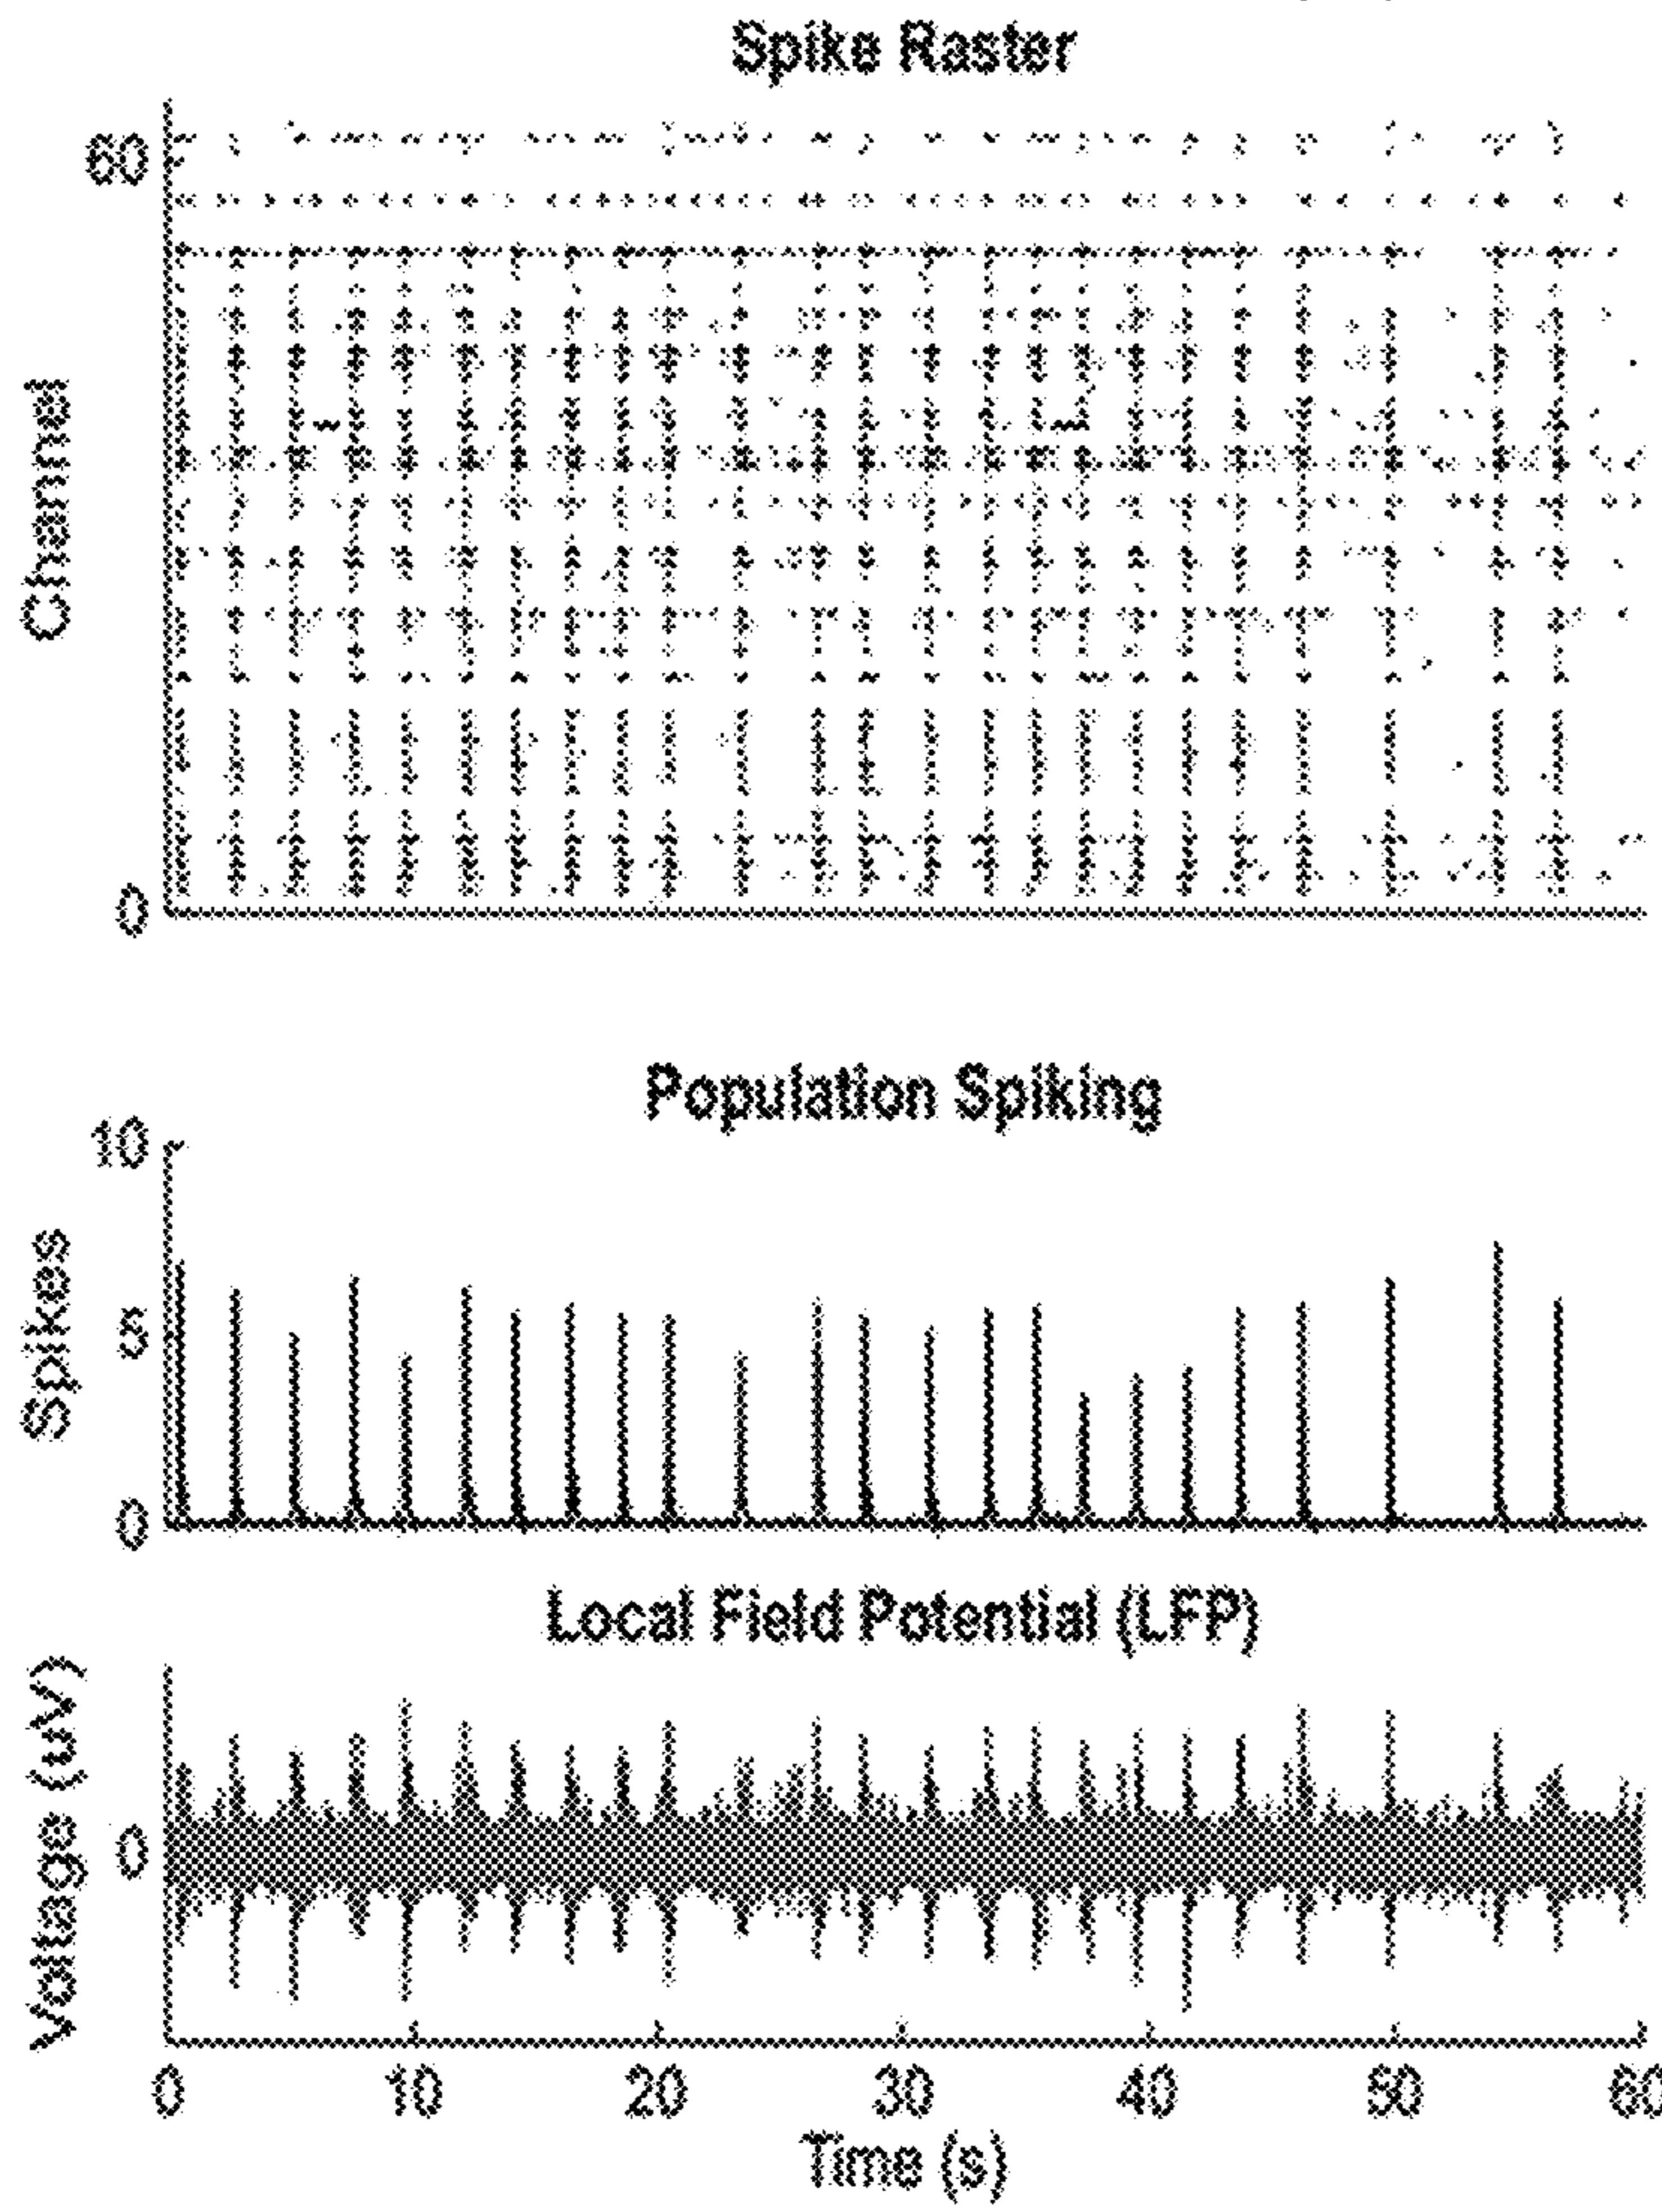 Spike Raster
60
Channel
0
Population Spiking
10
Spikes
5
0
Local Field Potential (LFP)
Voltage (uV)
0
0 10 20 30 40 50 60
Time (s)